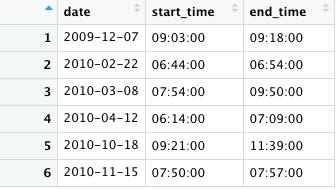 date start_time end_time
1 2009-12-07 09:03:00 09:18:00
2 2010-02-22 06:44:00 06:54:00
3 2010-03-08 07:54:00 09:50:00
4 2010-04-12 06:14:00 07:09:00
5 2010-10-18 09:21:00 11:39:00
6 2010-11-15 07:50:00 07:57:00